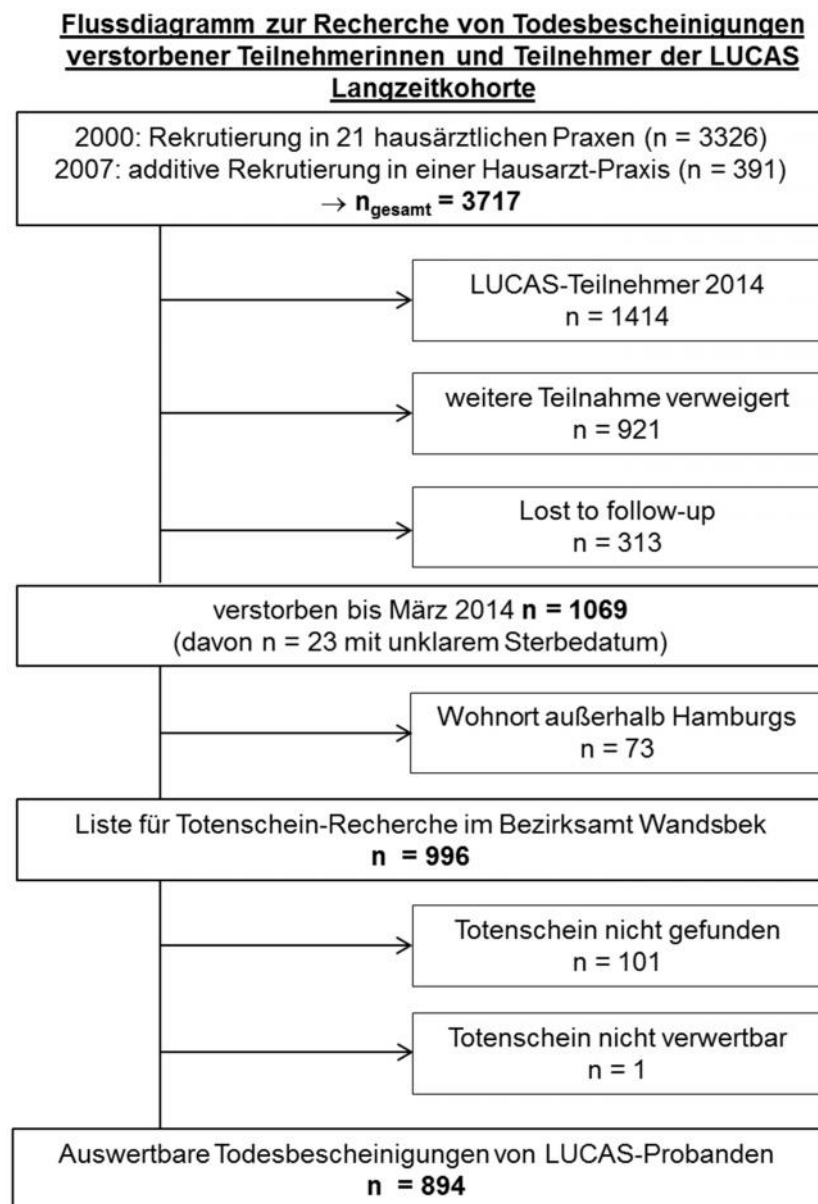 Flussdiagramm zur Recherche von Todesbescheinigungen
verstorbener Teilnehmerinnen und Teilnehmer der LUCAS
Langzeitkohorte
2000: Rekrutierung in 21 hausärztlichen Praxen (n = 3326)
2007: additive Rekrutierung in einer Hausarzt-Praxis (n = 391)
→ ngesamt = 3717
LUCAS-Teilnehmer 2014
n = 1414
weitere Teilnahme verweigert
n = 921
Lost to follow-up
n = 313
verstorben bis März 2014 n = 1069
(davon n = 23 mit unklarem Sterbedatum)
Wohnort außerhalb Hamburgs
n = 73
Liste für Totenschein-Recherche im Bezirksamt Wandsbek
n = 996
Totenschein nicht gefunden
n = 101
Totenschein nicht verwertbar
n = 1
Auswertbare Todesbescheinigungen von LUCAS-Probanden
n = 894